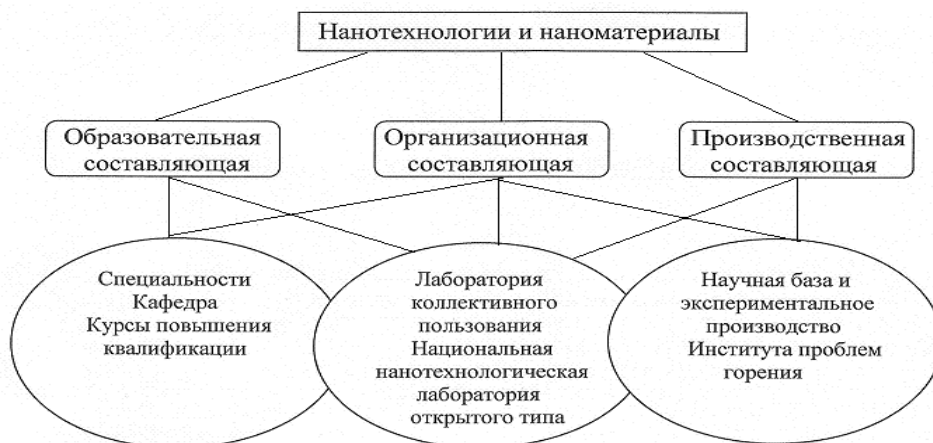 Нанотехнологии и наноматериалы
Образовательная
составляющая
Организационная
составляющая
Производственная
составляющая
Специальности
Кафедра
Курсы повышения
квалификации
Лаборатория
коллективного
пользования
Национальная
нанотехнологическая
лаборатория
открытого типа
Научная база и
экспериментальное
производство
Института проблем
горения